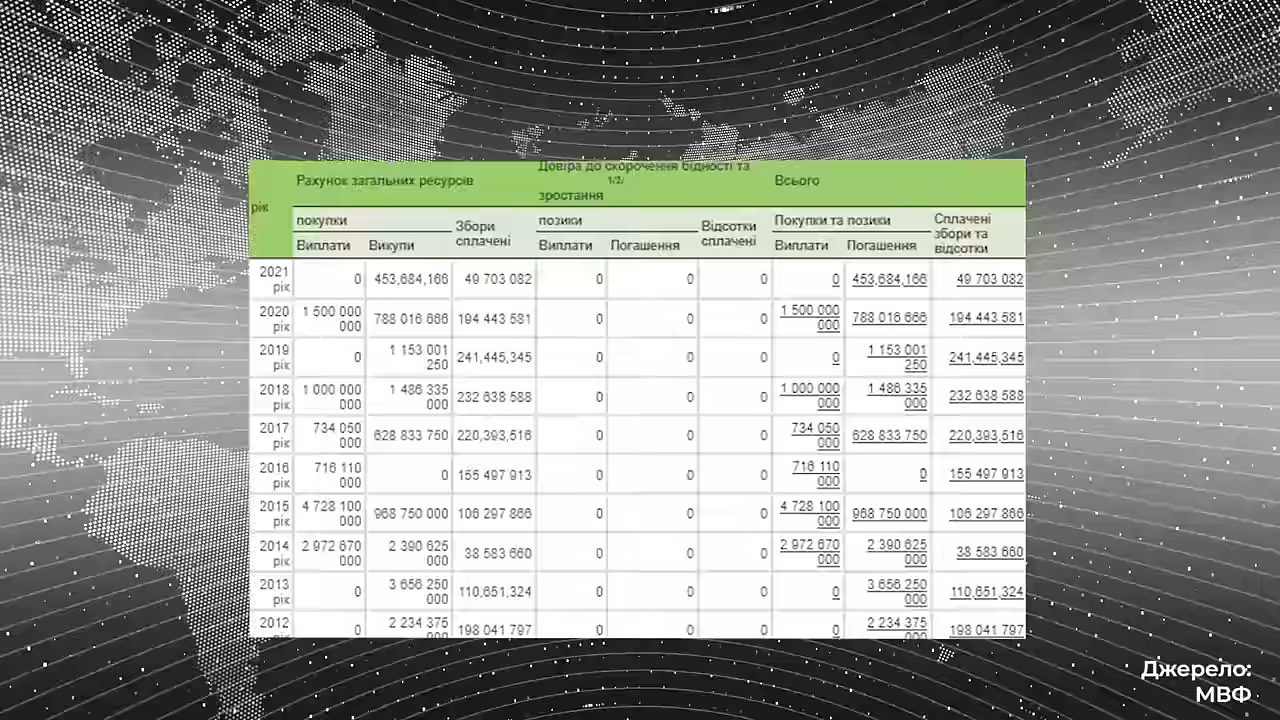 Довіра до скорочення бідності та
Рахунок загальних ресурсів 1/2/ Всього
рік зростання
покупки Збори сплачені позики Відсотки сплачені Покупки та позики Сплачені збори та відсотки
Виплати Викупи Виплати Погашення Виплати Погашення
2021 рік 0 453,684,166 49 703 082 0 0 0 0 453,684,166 49 703 082
2020 рік 1 500 000 000 788 016 666 194 443 581 0 0 0 1 500 000 000 788 016 666 194 443 581
2019 рік 0 1 153 001 250 241,445,345 0 0 0 0 1 153 001 250 241,445,345
2018 рік 1 000 000 000 1 486 335 000 232 638 588 0 0 0 1 000 000 000 1 486 335 000 232 638 588
2017 рік 734 050 000 628 833 750 220,393,516 0 0 0 734 050 000 628 833 750 220,393,516
2016 рік 716 110 000 0 155 497 913 0 0 0 716 110 000 0 155 497 913
2015 рік 4 728 100 000 968 750 000 106 297 866 0 0 0 4 728 100 000 968 750 000 106 297 866
2014 рік 2 972 670 000 2 390 625 000 38 583 660 0 0 0 2 972 670 000 2 390 625 000 38 583 660
2013 рік 0 3 656 250 000 110,651,324 0 0 0 0 3 656 250 000 110,651,324
2012 рік 0 2 234 375 000 198 041 797 0 0 0 0 2 234 375 000 198 041 797
Джерело:
МВФ